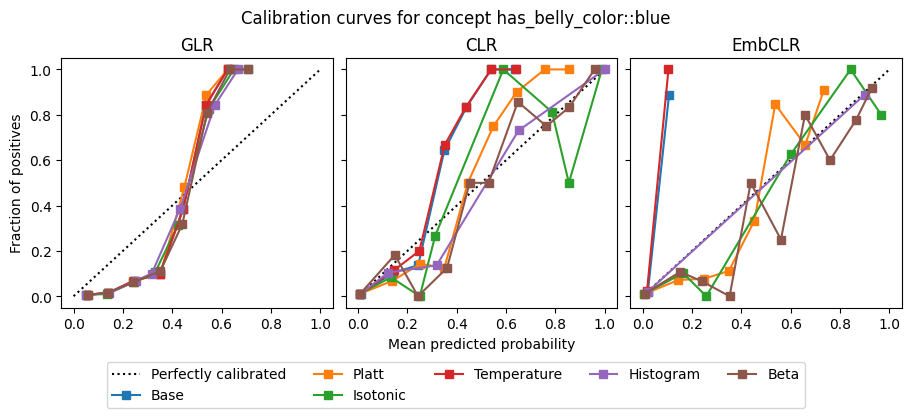 Calibration curves for concept has_belly_color::blue
GLR
CLR
EmbCLR
1.0
0.8
0.6
0.4
0.2
0.0
Fraction of positives
0.0 0.2 0.4 0.6 0.8 1.0
0.0 0.2 0.4 0.6 0.8 1.0
0.0 0.2 0.4 0.6 0.8 1.0
Mean predicted probability
Perfectly calibrated Platt Temperature Histogram Beta
Base Isotonic